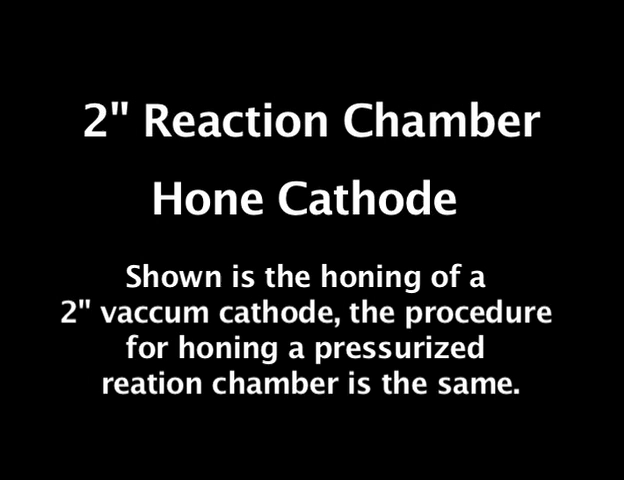 2" Reaction Chamber
Hone Cathode
Shown is the honing of a
2" vaccum cathode, the procedure
for honing a pressurized
reation chamber is the same.